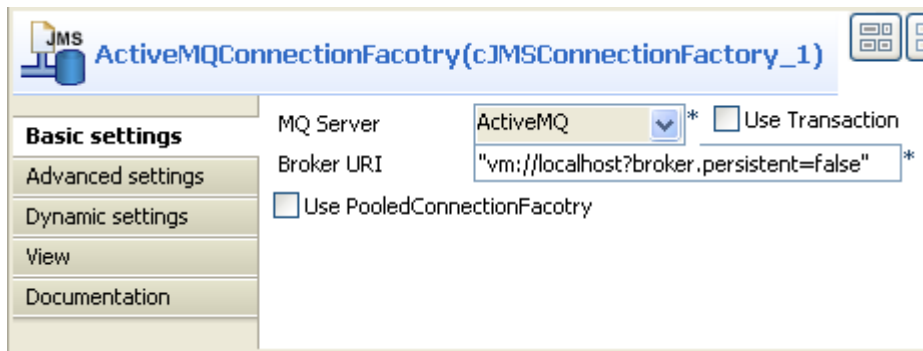 JMS
ActiveMQConnectionFacotry(cJMSConnectionFactory_1)
Basic settings
Advanced settings
Dynamic settings
View
Documentation
MQ Server ActiveMQ * Use Transaction
Broker URI "vm://localhost?broker.persistent=false" *
Use PooledConnectionFacotry